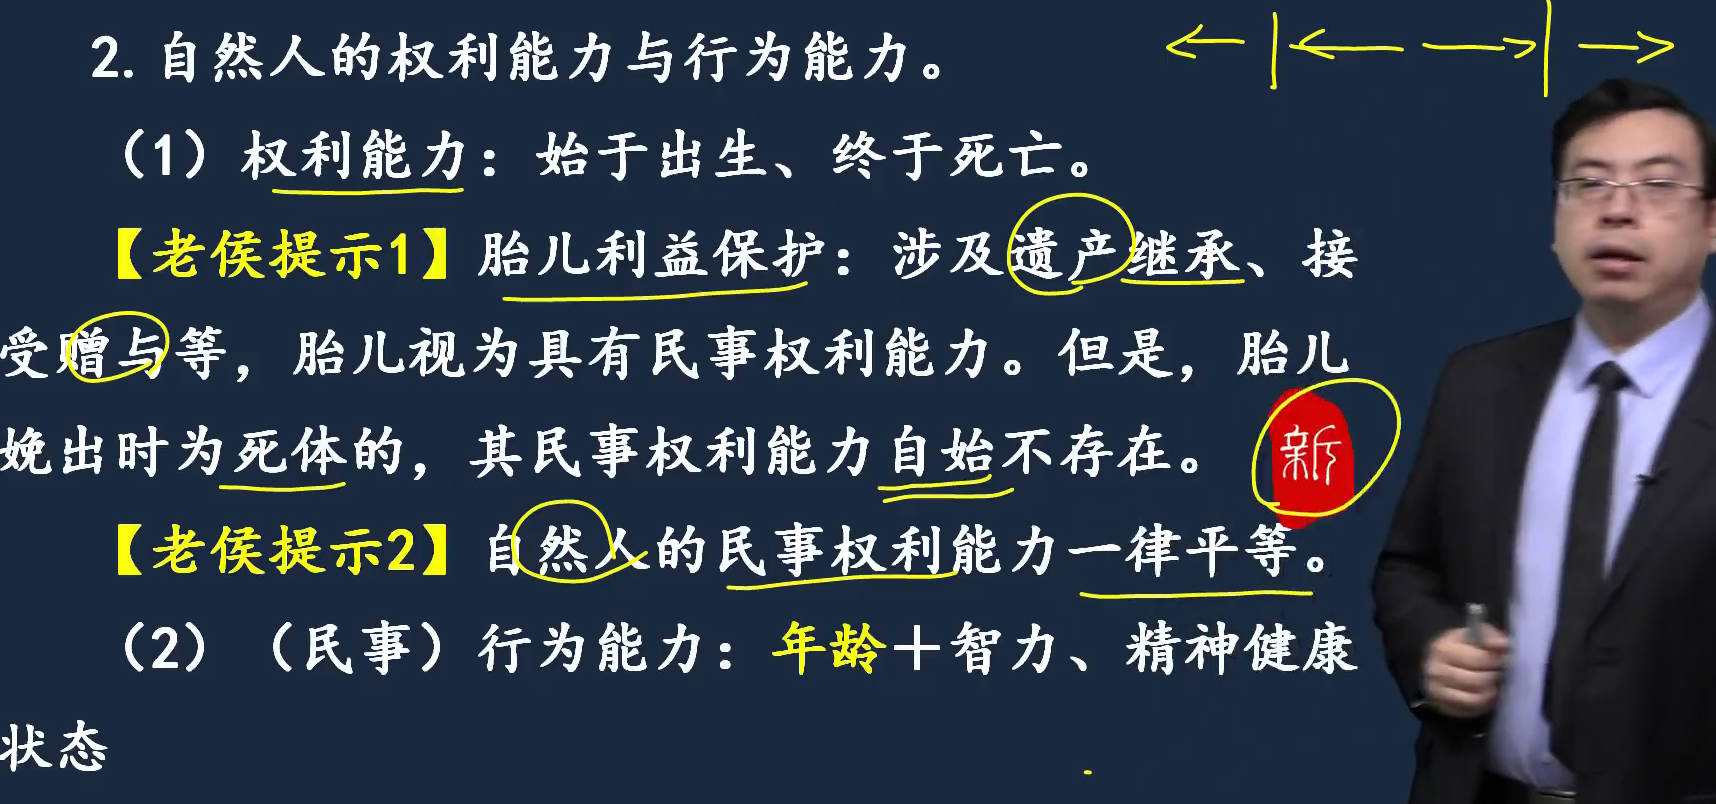 2. 自然人的权利能力与行为能力。
（1）权利能力：始于出生、终于死亡。
【老侯提示1】胎儿利益保护：涉及遗产继承、接
受赠与等，胎儿视为具有民事权利能力。但是，胎儿
娩出时为死体的，其民事权利能力自始不存在。
新
【老侯提示2】自然人的民事权利能力一律平等。
（2）（民事）行为能力：年龄＋智力、精神健康
状态